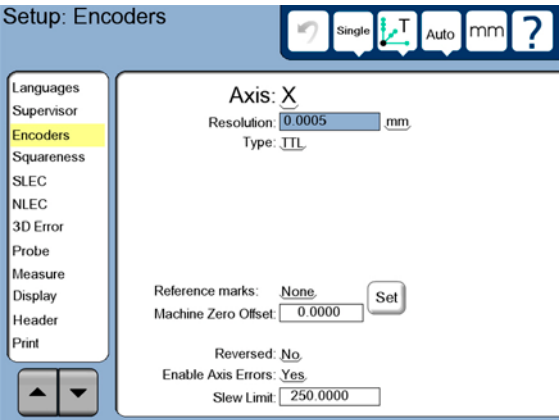 Setup: Encoders
Single T Auto mm ?
Languages
Supervisor
Encoders
Squareness
SLEC
NLEC
3D Error
Probe
Measure
Display
Header
Print
Axis: X
Resolution: 0.0005 mm
Type: TTL
Reference marks: None
Machine Zero Offset: 0.0000
Set
Reversed: No
Enable Axis Errors: Yes
Slew Limit: 250.0000